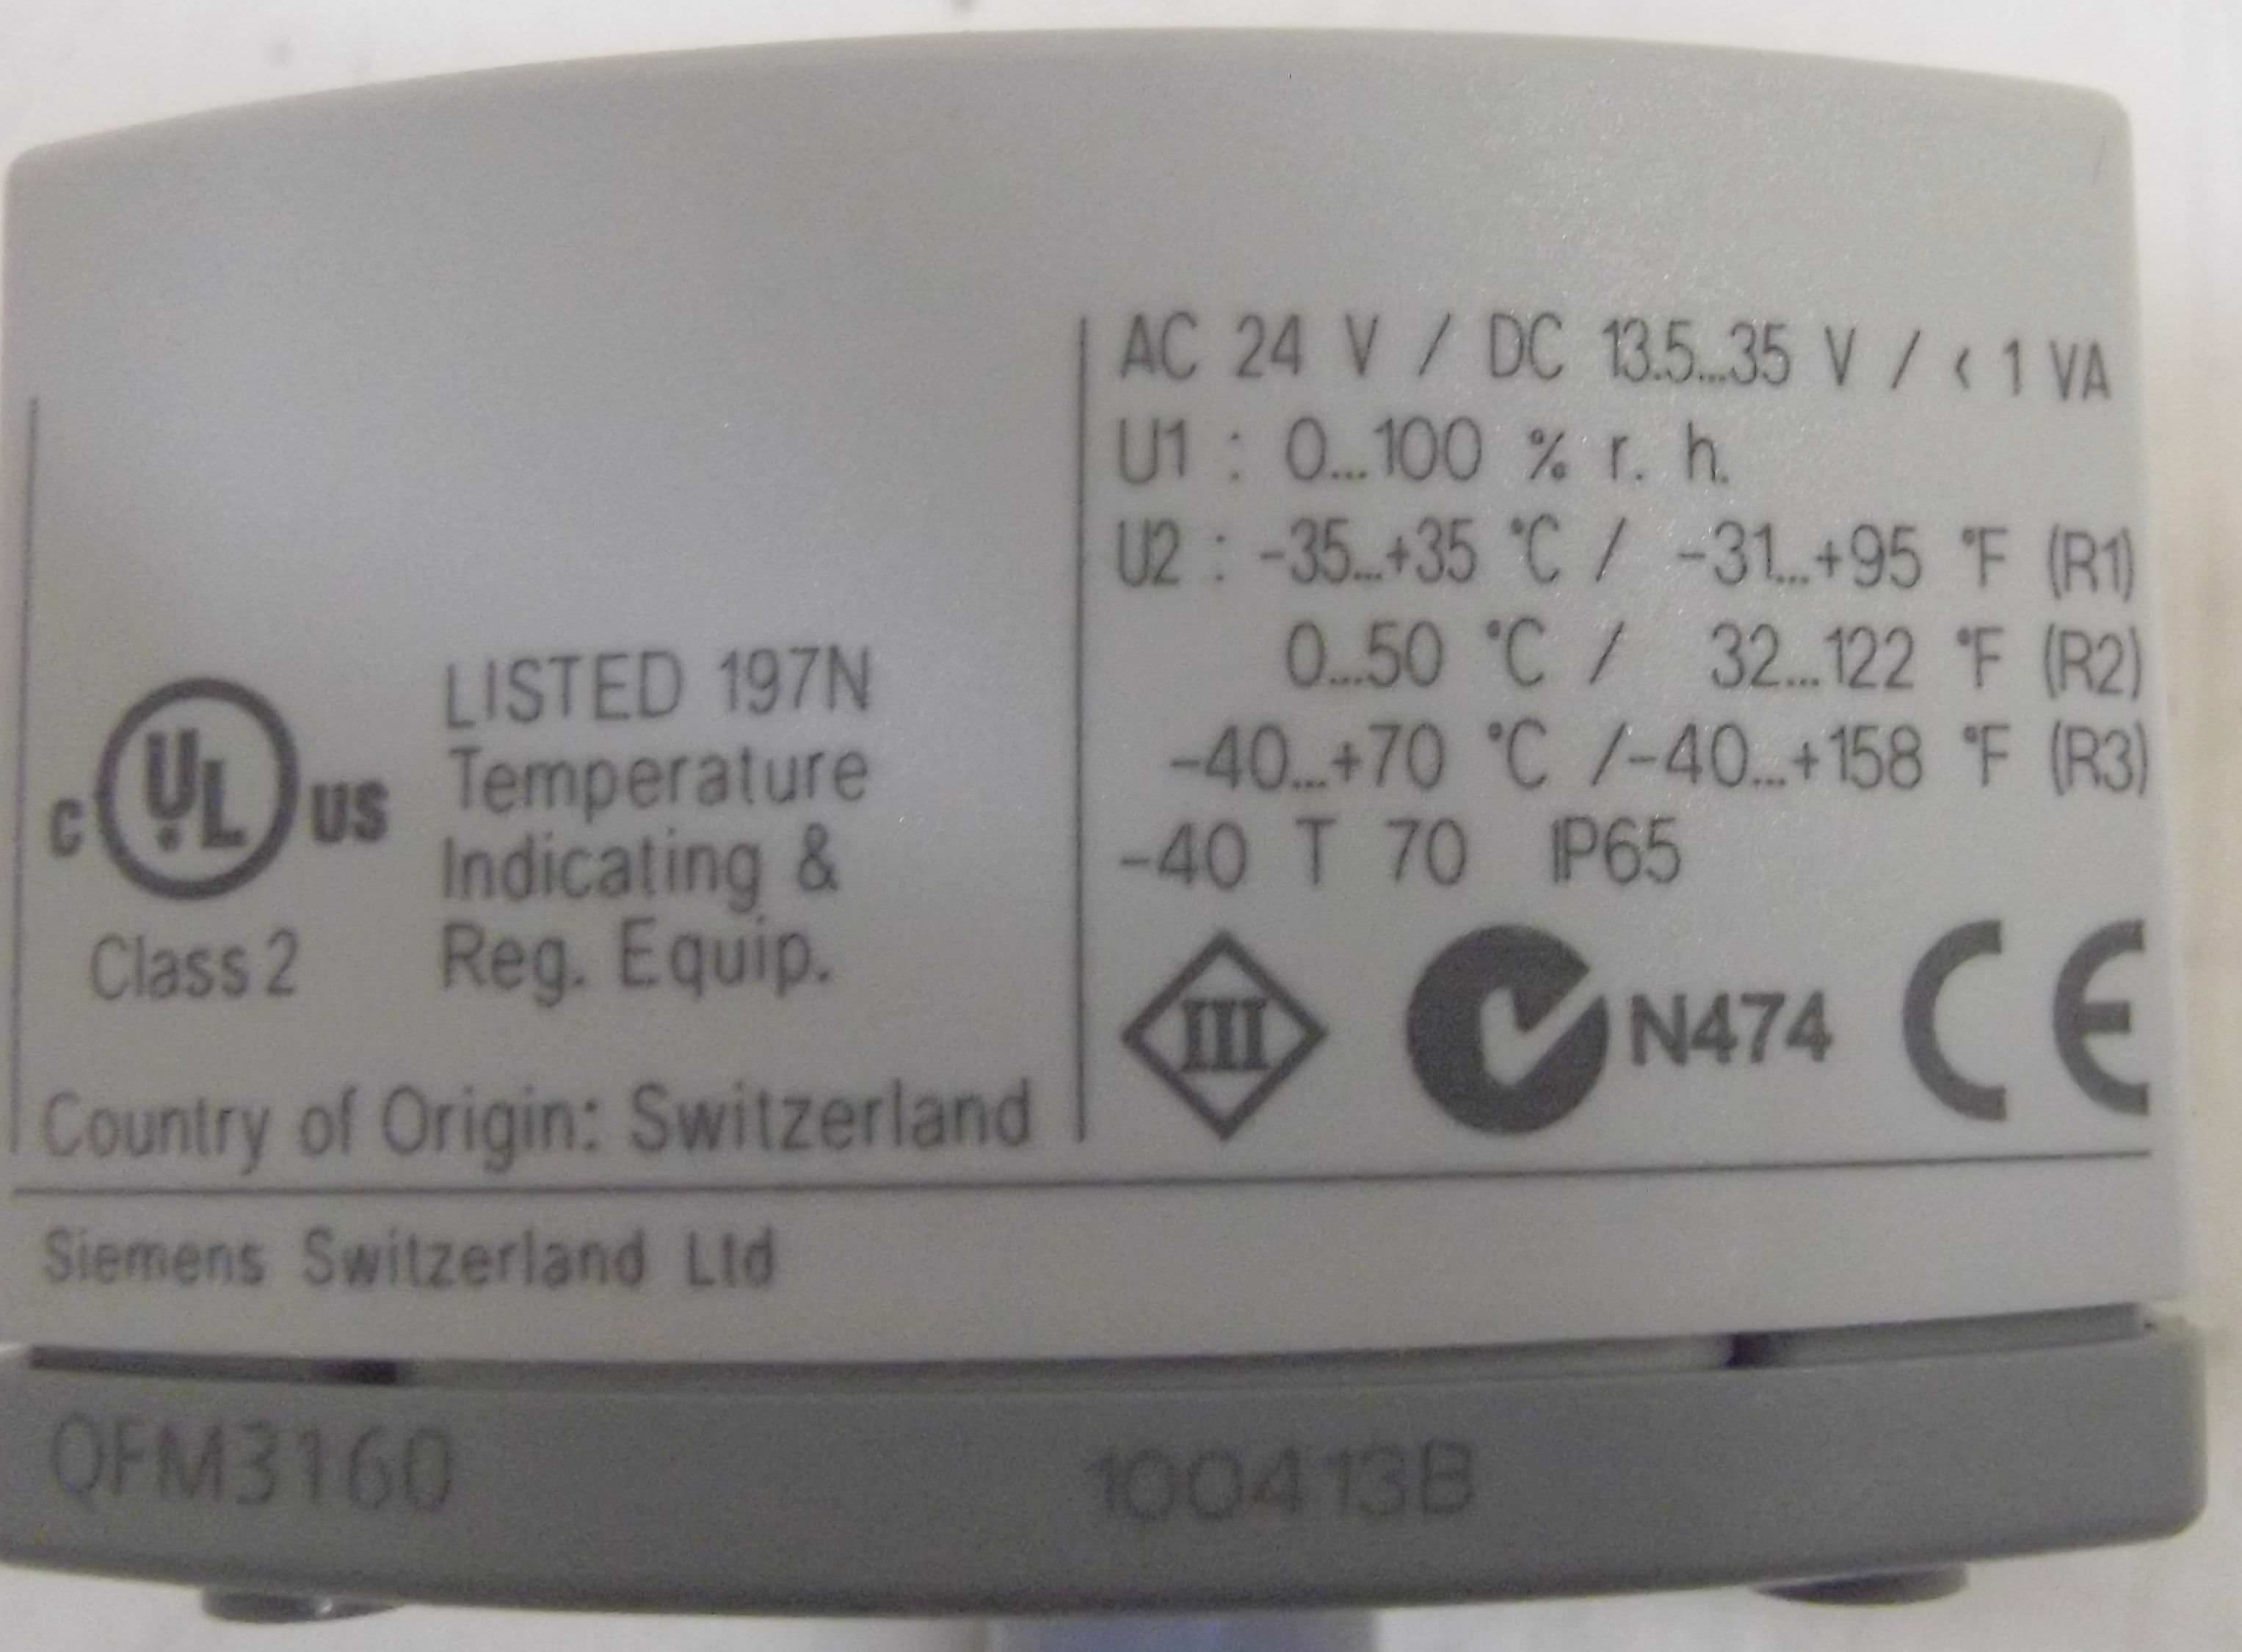 AC 24 V / DC 13.5...35 V / < 1 VA
U1 : 0...100 % r. h.
U2 : -35...+35 °C / -31...+95 °F (R1)
0...50 °C / 32...122 °F (R2)
-40...+70 °C /-40...+158 °F (R3)
-40 T 70 IP65
III N474 CE
C UL US
Class 2
LISTED 197N
Temperature
Indicating &
Reg. Equip.
Country of Origin: Switzerland
Siemens Switzerland Ltd
QFM3160 100413B